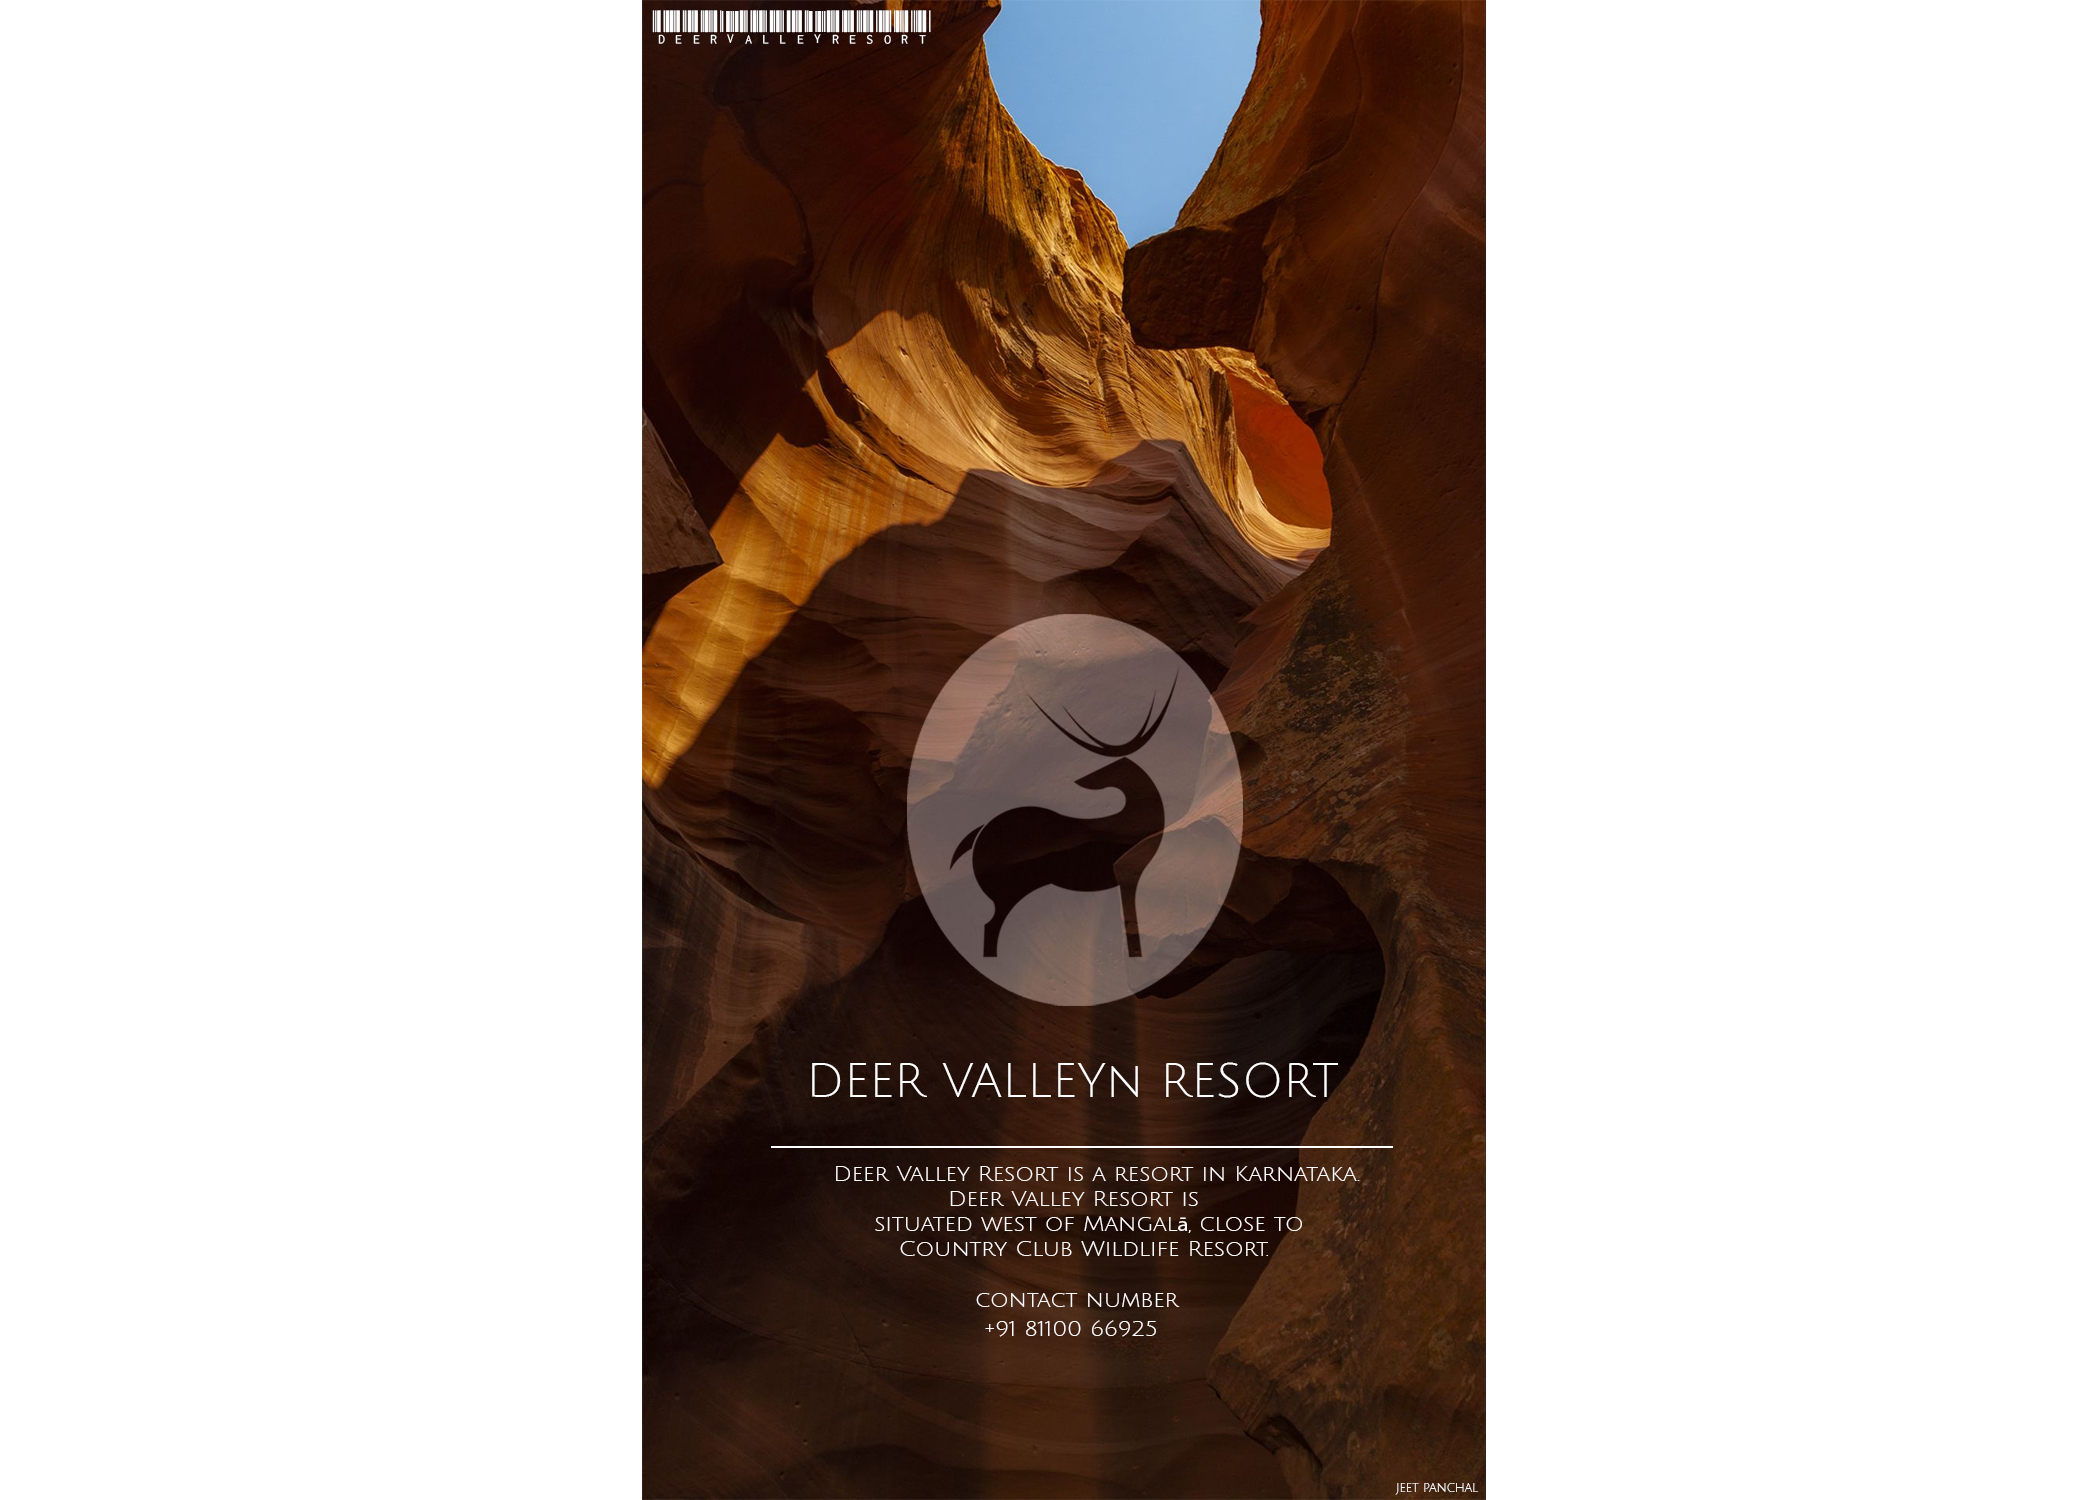 DEERVALLEYRESORT
DEER VALLEYn RESORT
Deer Valley Resort is a resort in Karnataka.
Deer Valley Resort is
situated west of Mangalā, close to
Country Club Wildlife Resort.
contact number
+91 81100 66925
JEET PANCHAL